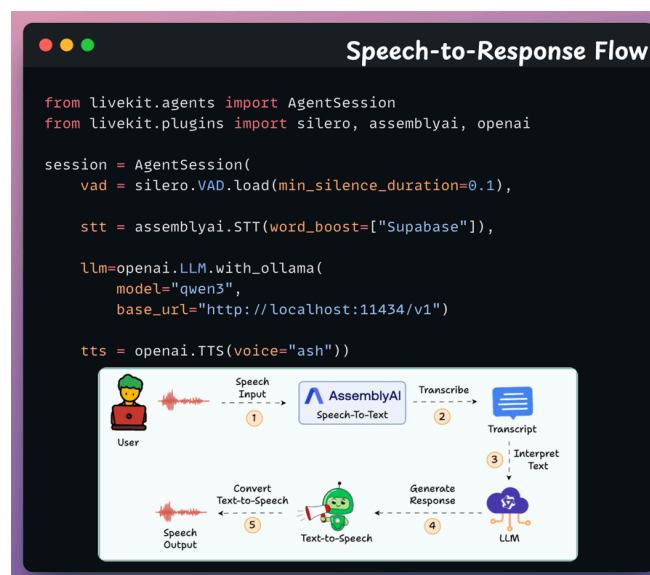 Speech-to-Response Flow
from livekit.agents import AgentSession
from livekit.plugins import silero, assemblyai, openai
session = AgentSession(
    vad = silero.VAD.load(min_silence_duration=0.1),
    stt = assemblyai.STT(word_boost=["Supabase"]),
    llm=openai.LLM.with_ollama(
        model="qwen3",
        base_url="http://localhost:11434/v1")
    tts = openai.TTS(voice="ash"))
User
Speech
Input
1
AssemblyAI
Speech-To-Text
Transcribe
2
Transcript
3
Interpret
Text
LLM
Generate
Response
4
Text-to-Speech
Convert
Text-to-Speech
5
Speech
Output